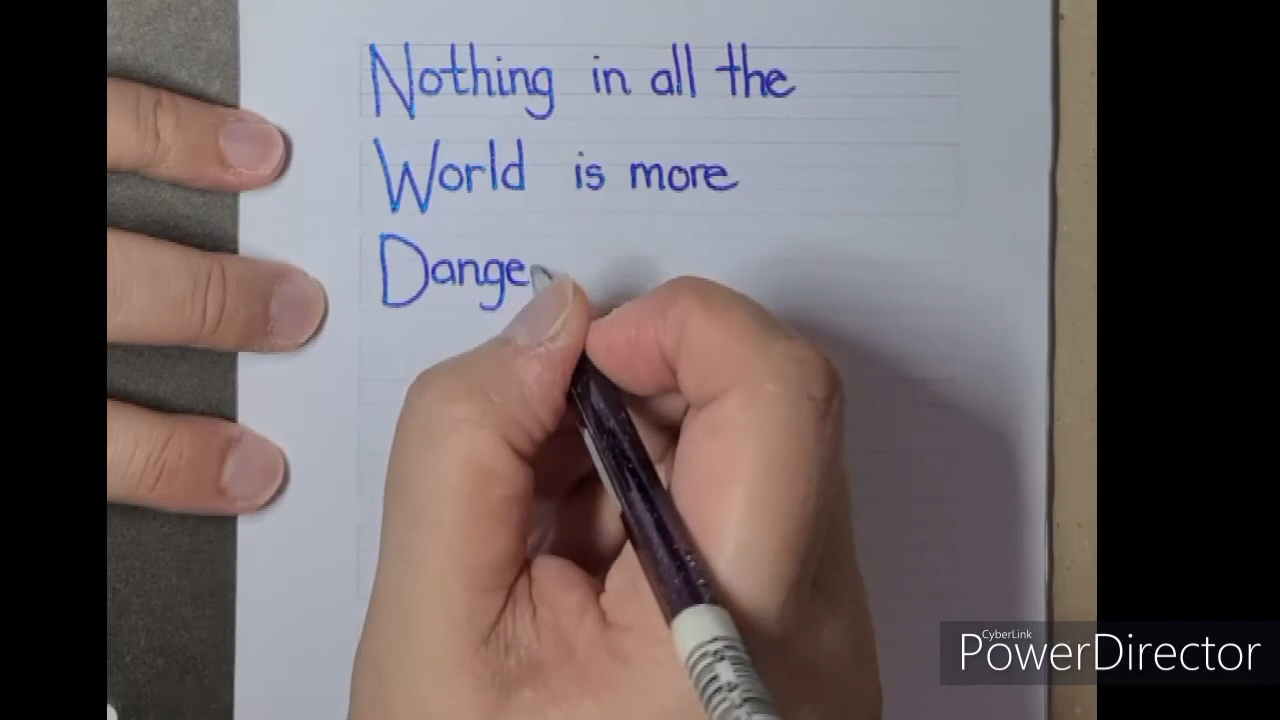 Nothing in all the
World is more
Dange
CyberLink
PowerDirector